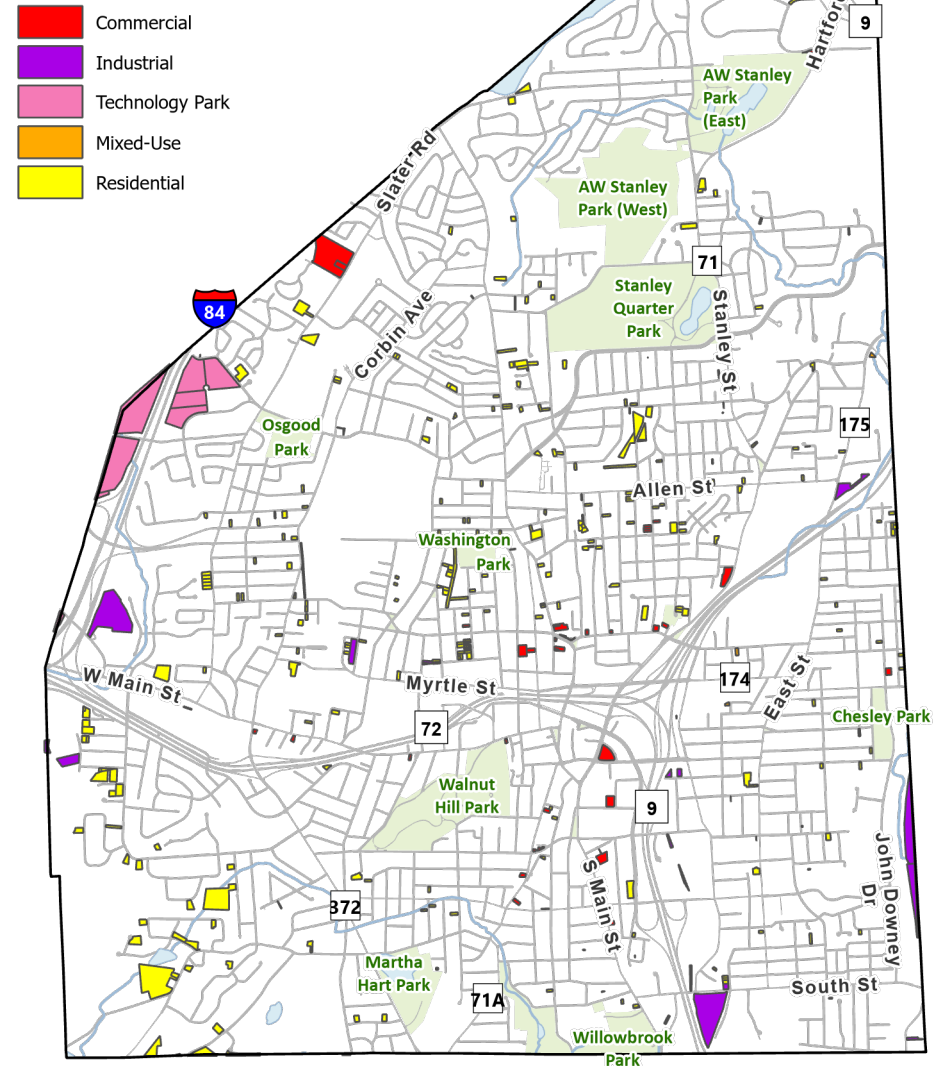 Commercial
Industrial
Technology Park
Mixed-Use
Residential
9
Hartford
AW Stanley
Park
(East)
Slater Rd
AW Stanley
Park (West)
71
84
Stanley
Quarter
Park
Corbin Ave
Stanley St
Osgood
Park
175
Allen St
Washington
Park
W Main St
Myrtle St
174
East St
72
Chesley Park
Walnut
Hill Park
9
John Downey
Dr
S Main St
372
Martha
Hart Park
71A
South St
Willowbrook
Park